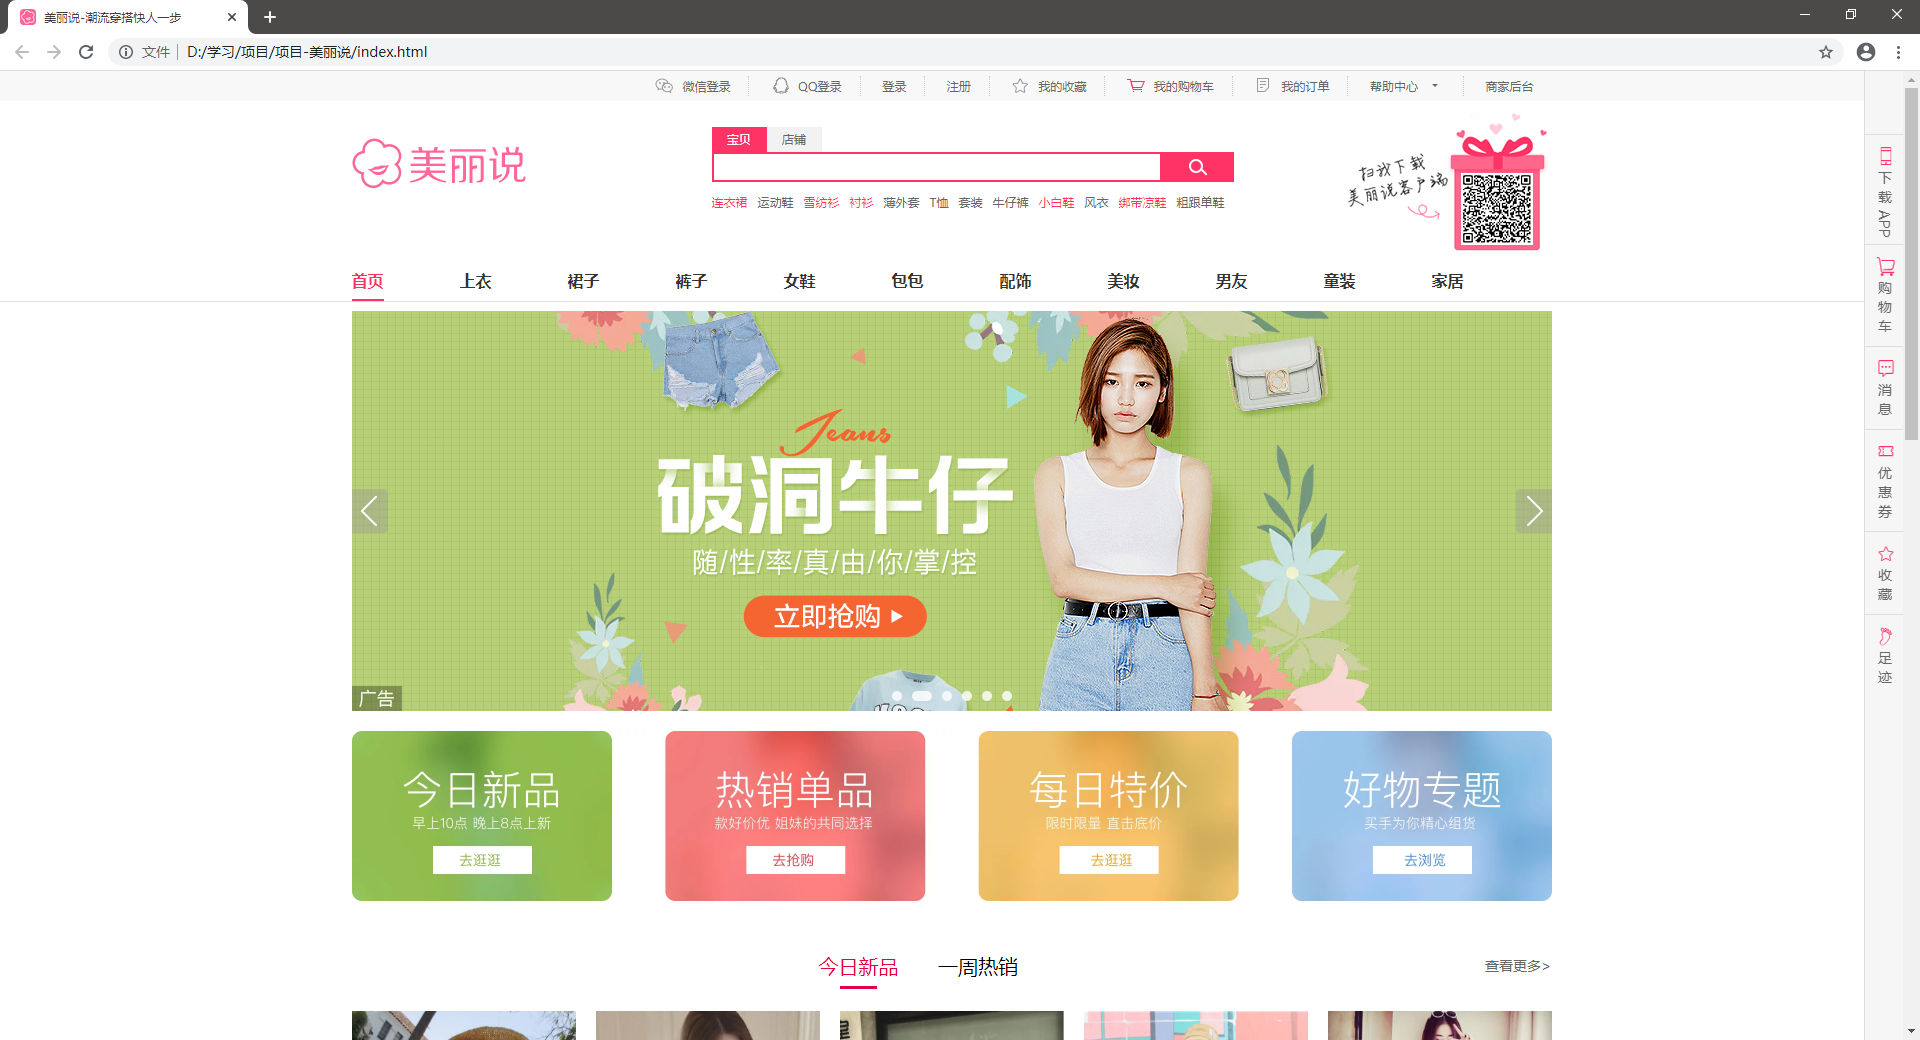 美丽说-潮流穿搭快人一步
文件 D:/学习/项目/项目-美丽说/index.html
微信登录 QQ登录 登录 注册 我的收藏 我的购物车 我的订单 帮助中心 商家后台
美丽说
宝贝 店铺
连衣裙 运动鞋 雪纺衫 衬衫 薄外套 T恤 套装 牛仔裤 小白鞋 风衣 绑带凉鞋 粗跟单鞋
扫我下载
美丽说客户端
首页 上衣 裙子 裤子 女鞋 包包 配饰 美妆 男友 童装 家居
Jeans
破洞牛仔
随/性/率/真/由/你/掌/控
立即抢购
广告
今日新品
早上10点 晚上8点上新
去逛逛
热销单品
款好价优 姐妹的共同选择
去抢购
每日特价
限时限量 直击底价
去逛逛
好物专题
买手为你精心组货
去浏览
今日新品 一周热销 查看更多>
下载APP
购物车
消息
优惠券
收藏
足迹